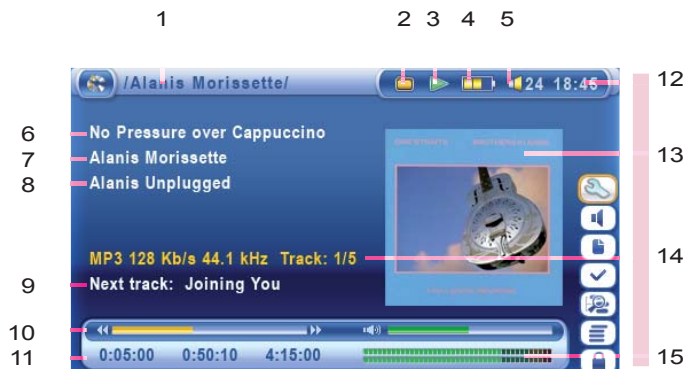 1 2 3 4 5
/Alanis Morissette/ 24 18:45 12
6 No Pressure over Cappuccino
7 Alanis Morissette 13
8 Alanis Unplugged
MP3 128 Kb/s 44.1 kHz Track: 1/5 14
9 Next track: Joining You
10
11 0:05:00 0:50:10 4:15:00 15